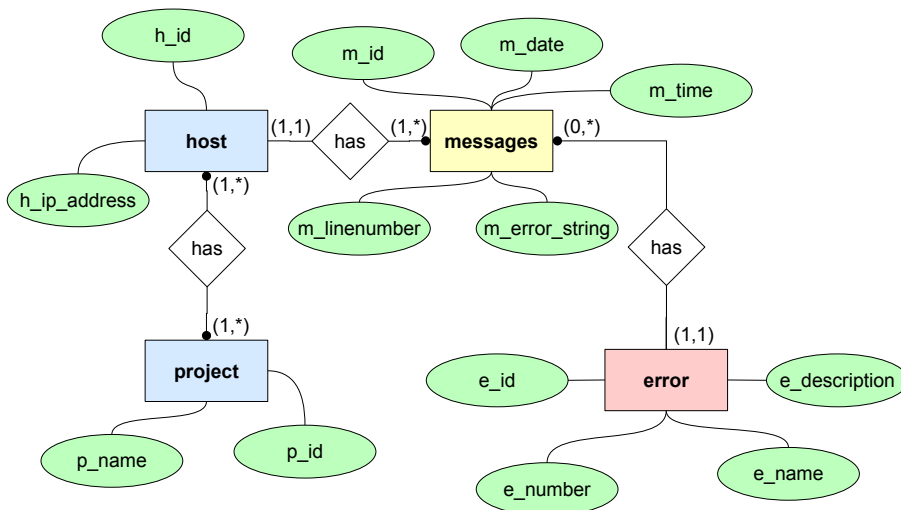 h_id
m_id
m_date
m_time
host
(1,1)
has
(1,*)
messages
(0,*)
h_ip_address
(1,*)
m_linenumber
m_error_string
has
has
(1,*)
(1,1)
project
e_id
error
e_description
p_name
p_id
e_number
e_name